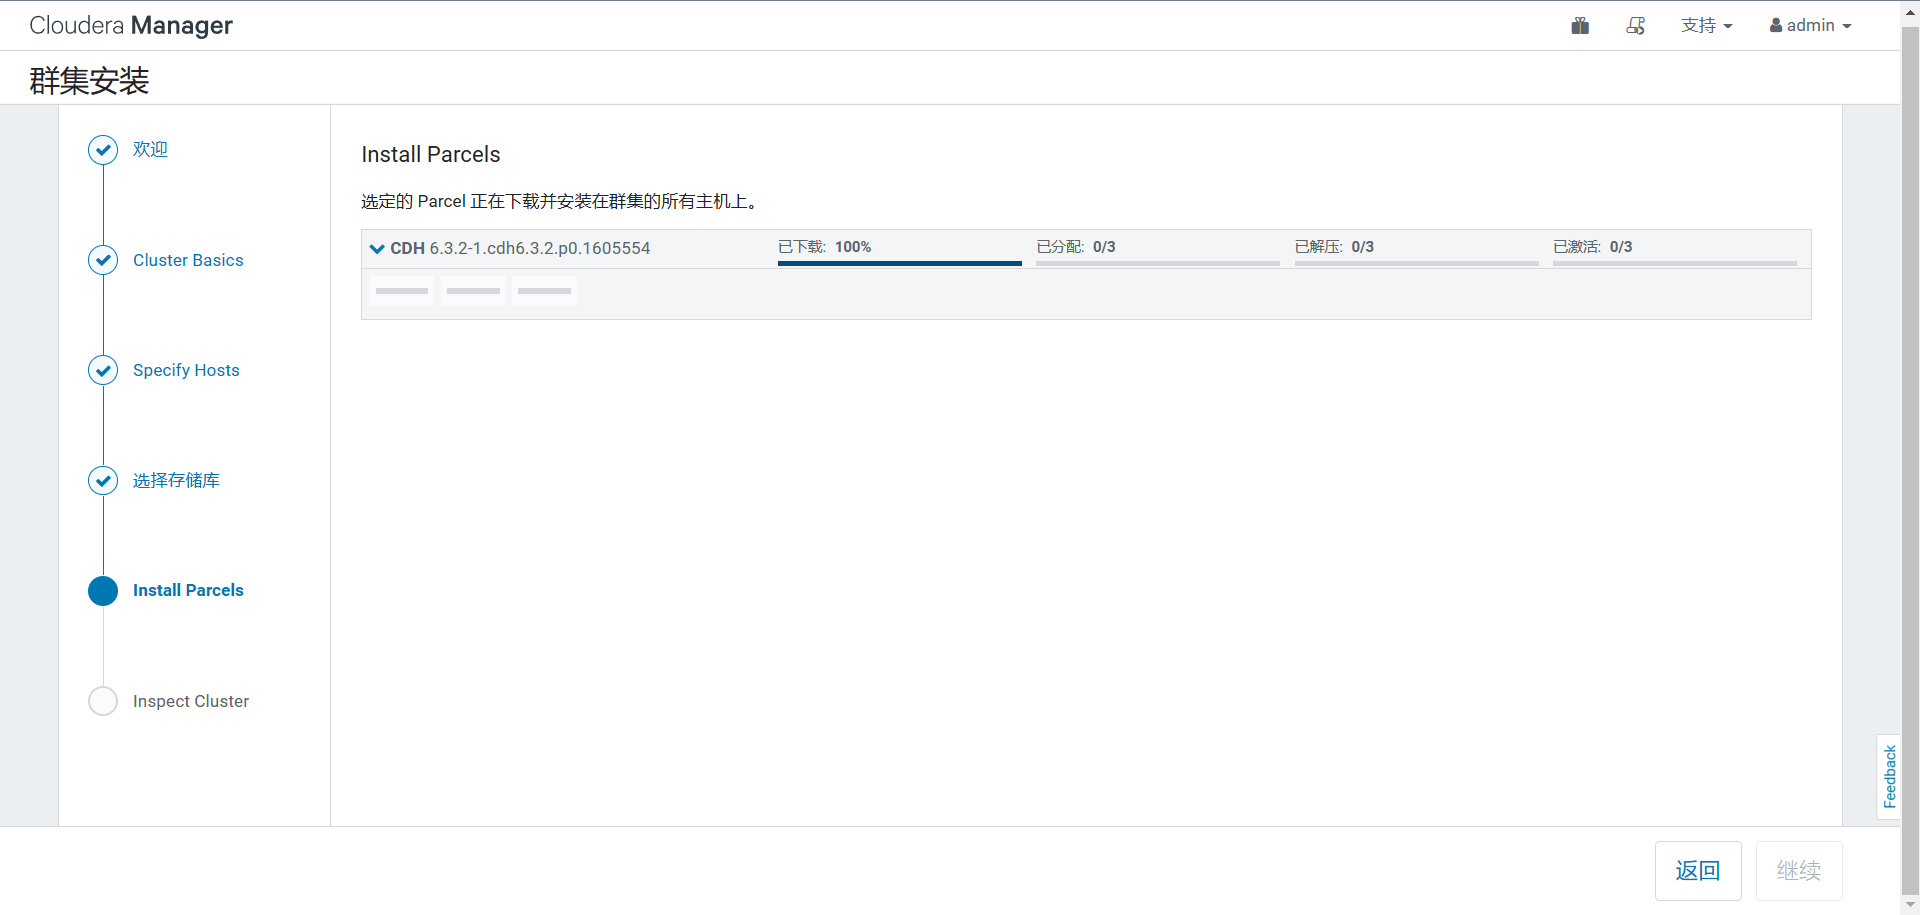 Cloudera Manager
支持
admin
群集安装
欢迎
Cluster Basics
Specify Hosts
选择存储库
Install Parcels
Inspect Cluster
Install Parcels
选定的 Parcel 正在下载并安装在群集的所有主机上。
CDH 6.3.2-1.cdh6.3.2.p0.1605554
已下载: 100%
已分配: 0/3
已解压: 0/3
已激活: 0/3
Feedback
返回
继续